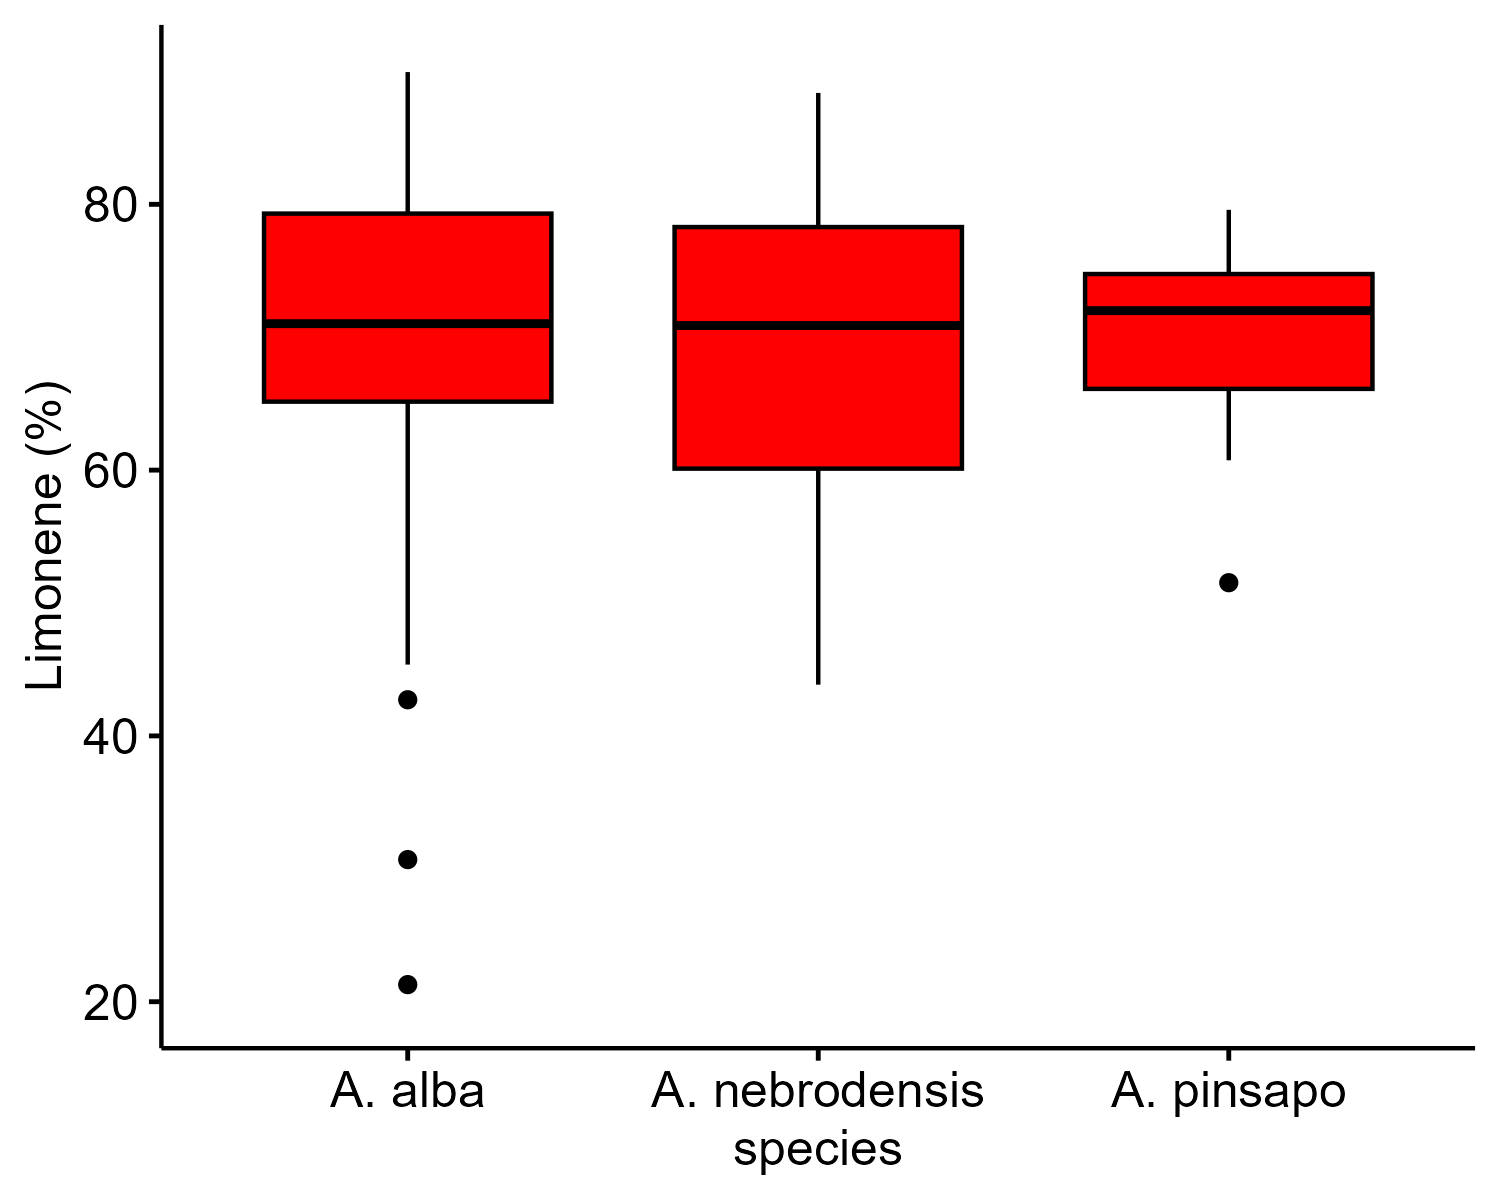 Limonene (%)
80
60
40
20
A. alba
A. nebrodensis
A. pinsapo
species